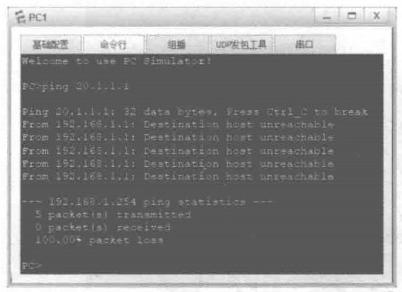 PC1
基础配置 命令行 组播 UDP发包工具 串口
Welcome to use PC Simulator!
PC>ping 20.1.1.1
Ping 20.1.1.1: 32 data bytes, Press Ctrl_C to break
From 192.168.1.1: Destination host unreachable
From 192.168.1.1: Destination host unreachable
From 192.168.1.1: Destination host unreachable
From 192.168.1.1: Destination host unreachable
From 192.168.1.1: Destination host unreachable
--- 192.168.1.254 ping statistics ---
5 packet(s) transmitted
0 packet(s) received
100.00% packet loss
PC>